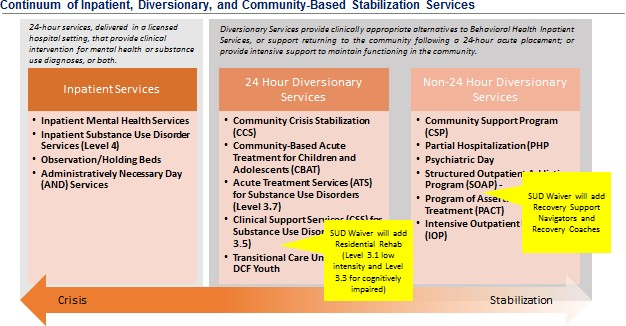 Continuum of Inpatient, Diversionary, and Community-Based Stabilization Services
24-hour services, delivered in a licensed
hospital setting, that provide clinical
intervention for mental health or substance
use diagnoses, or both.
Diversionary Services provide clinically appropriate alternatives to Behavioral Health Inpatient
Services, or support returning to the community following a 24-hour acute placement; or
provide intensive support to maintain functioning in the community.
Inpatient Services
• Inpatient Mental Health Services
• Inpatient Substance Use Disorder
Services (Level 4)
• Observation/Holding Beds
• Administratively Necessary Day
(AND) Services
24 Hour Diversionary
Services
• Community Crisis Stabilization
(CCS)
• Community-Based Acute
Treatment for Children and
Adolescents (CBAT)
• Acute Treatment Services (ATS)
for Substance Use Disorders
(Level 3.7)
• Clinical Support Services (CSS) for
Substance Use
3.5)
• Transitional Care
DCF Youth
SUD Waiver will add
Residential Rehab
(Level 3.1 low
intensity and Level
3.3 for cognitively
impaired)
Non-24 Hour Diversionary
Services
• Community Support Program
(CSP)
• Partial Hospitalization (PHP
• Psychiatric Day
• Structured Outpatient
Program (SOAP) -
• Program of
Treatment (PACT)
• Intensive Outpatient
(IOP)
SUD Waiver will add
Recovery Support
Navigators and
Recovery Coaches
Crisis
Stabilization